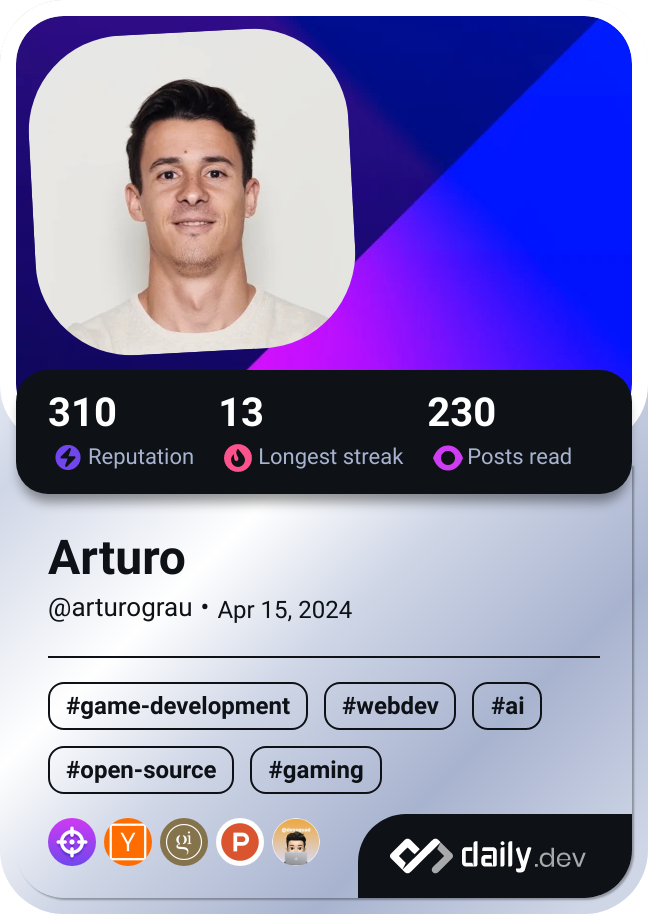 310 13 230
Reputation Longest streak Posts read
Arturo
@arturograu • Apr 15, 2024
#game-development #webdev #ai
#open-source #gaming
Y gi P
daily.dev